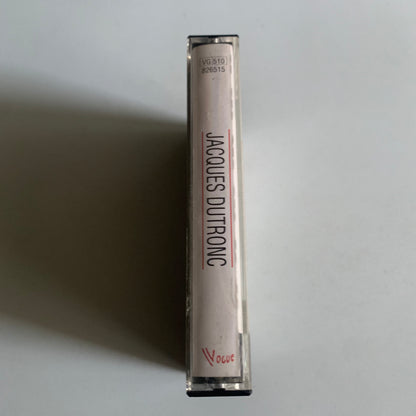 VG 510
826515
JACQUES DUTRONC
Vogue